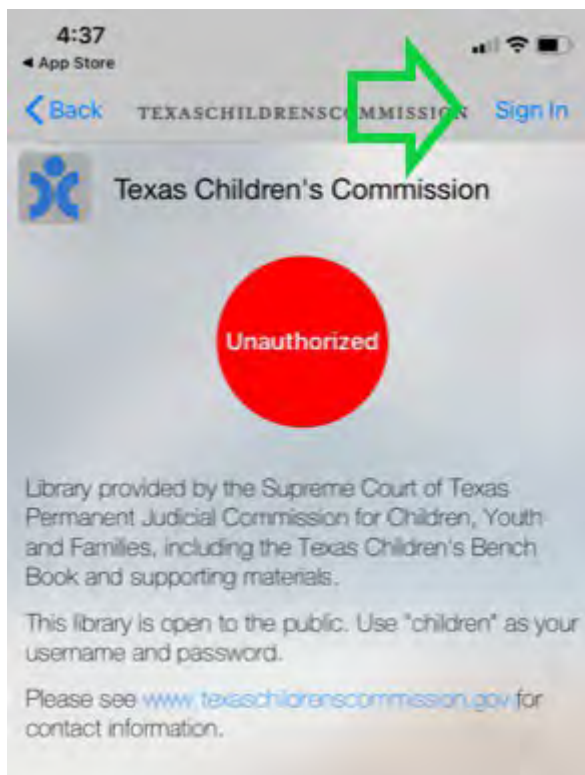 4:37
◀ App Store
Back TEXASCHILDRENSCOMMISSION Sign In
Texas Children's Commission
Unauthorized
Library provided by the Supreme Court of Texas
Permanent Judicial Commission for Children, Youth
and Families, including the Texas Children's Bench
Book and supporting materials.
This library is open to the public. Use "children" as your
username and password.
Please see www.texaschildrenscommission.gov for
contact information.